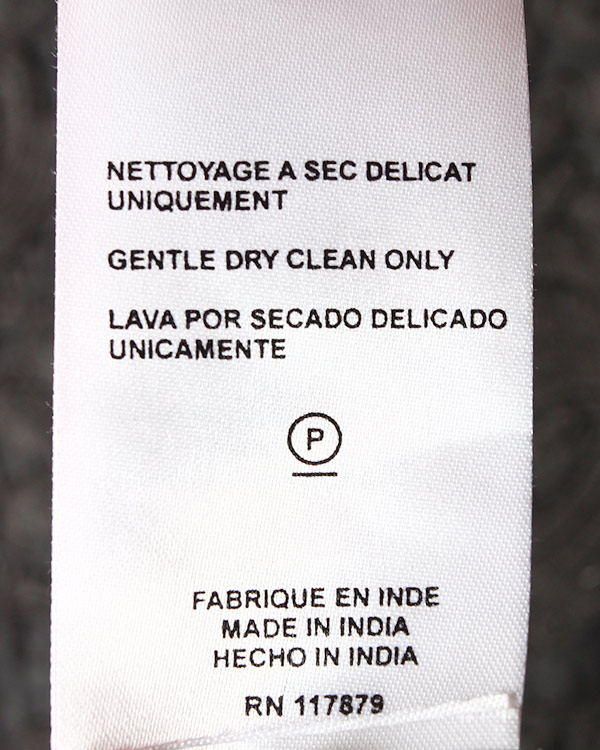 NETTOYAGE A SEC DELICAT
UNIQUEMENT
GENTLE DRY CLEAN ONLY
LAVA POR SECADO DELICADO
UNICAMENTE
P
FABRIQUE EN INDE
MADE IN INDIA
HECHO IN INDIA
RN 117879